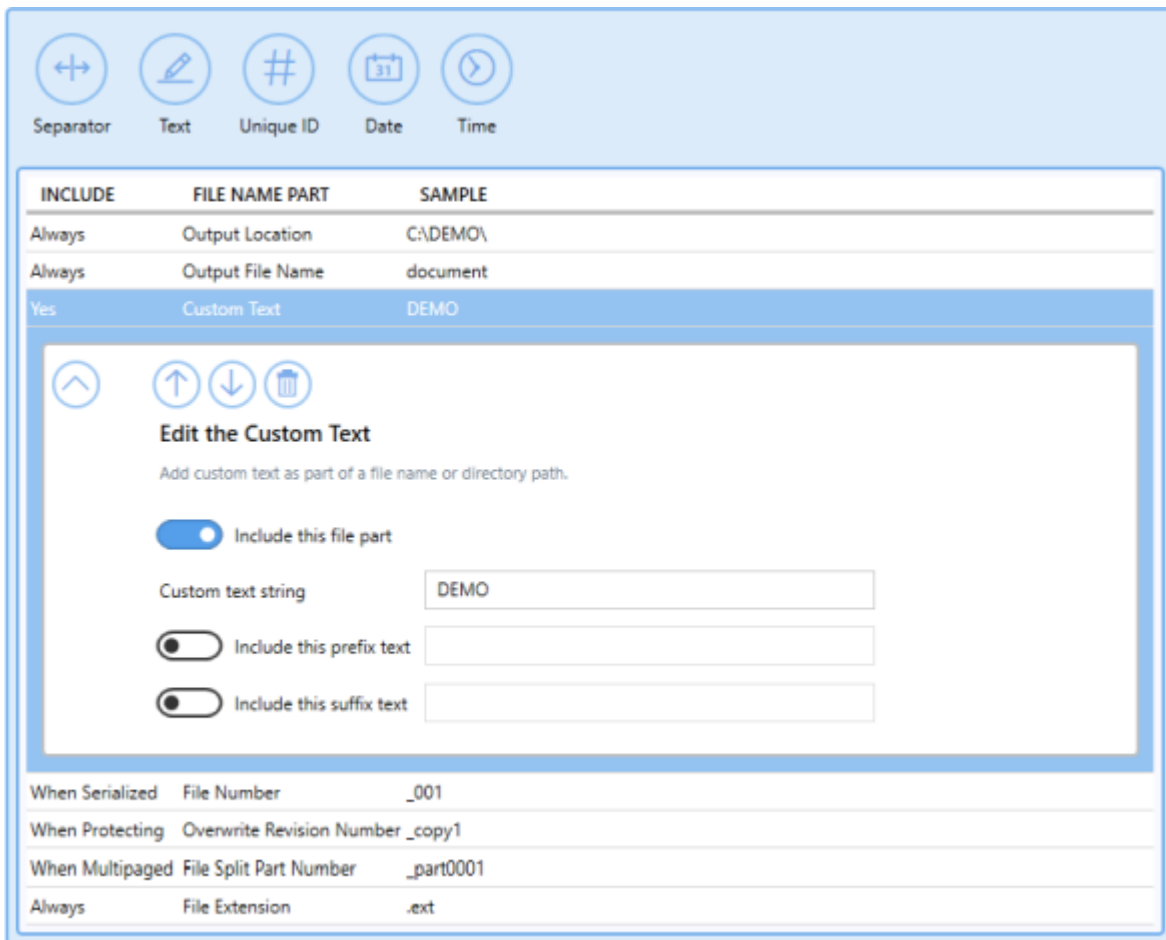 Separator Text Unique ID Date Time
31
INCLUDE FILE NAME PART SAMPLE
Always Output Location C:\DEMO\
Always Output File Name document
Yes Custom Text DEMO
Edit the Custom Text
Add custom text as part of a file name or directory path.
Include this file part
Custom text string DEMO
Include this prefix text
Include this suffix text
When Serialized File Number _001
When Protecting Overwrite Revision Number _copy1
When Multipaged File Split Part Number _part0001
Always File Extension .ext